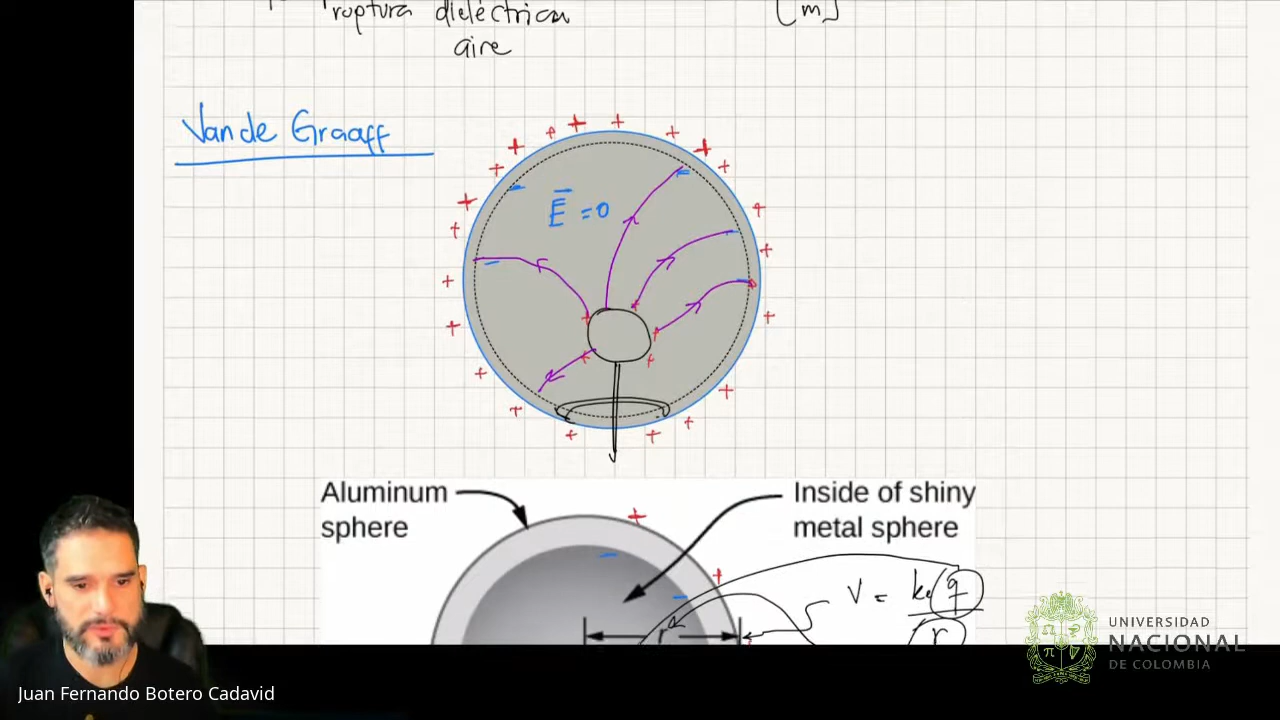 ruptura dieléctrica
[m]
aire
Van de Graaff
E = 0
Aluminum
sphere
Inside of shiny
metal sphere
V = ke q
r
r
UNIVERSIDAD
NACIONAL
DE COLOMBIA
Juan Fernando Botero Cadavid